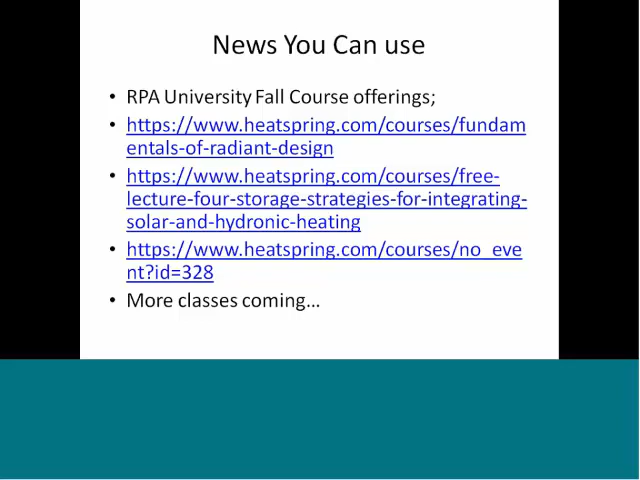 News You Can use
• RPA University Fall Course offerings;
• https://www.heatspring.com/courses/fundam
entals-of-radiant-design
• https://www.heatspring.com/courses/free-
lecture-four-storage-strategies-for-integrating-
solar-and-hydronic-heating
• https://www.heatspring.com/courses/no_eve
nt?id=328
• More classes coming…